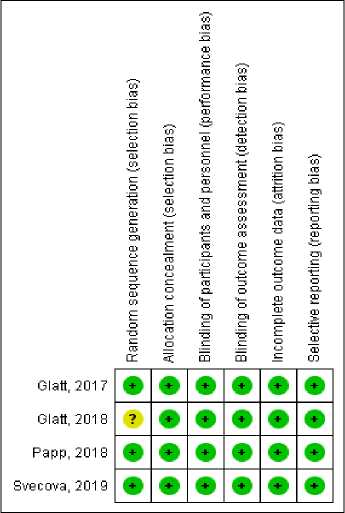 Random sequence generation (selection bias)
Allocation concealment (selection bias)
Blinding of participants and personnel (performance bias)
Blinding of outcome assessment (detection bias)
Incomplete outcome data (attrition bias)
Selective reporting (reporting bias)
Glatt, 2017 + + + + + +
Glatt, 2018 ? + + + + +
Papp, 2018 + + + + + +
Svecova, 2019 + + + + + +